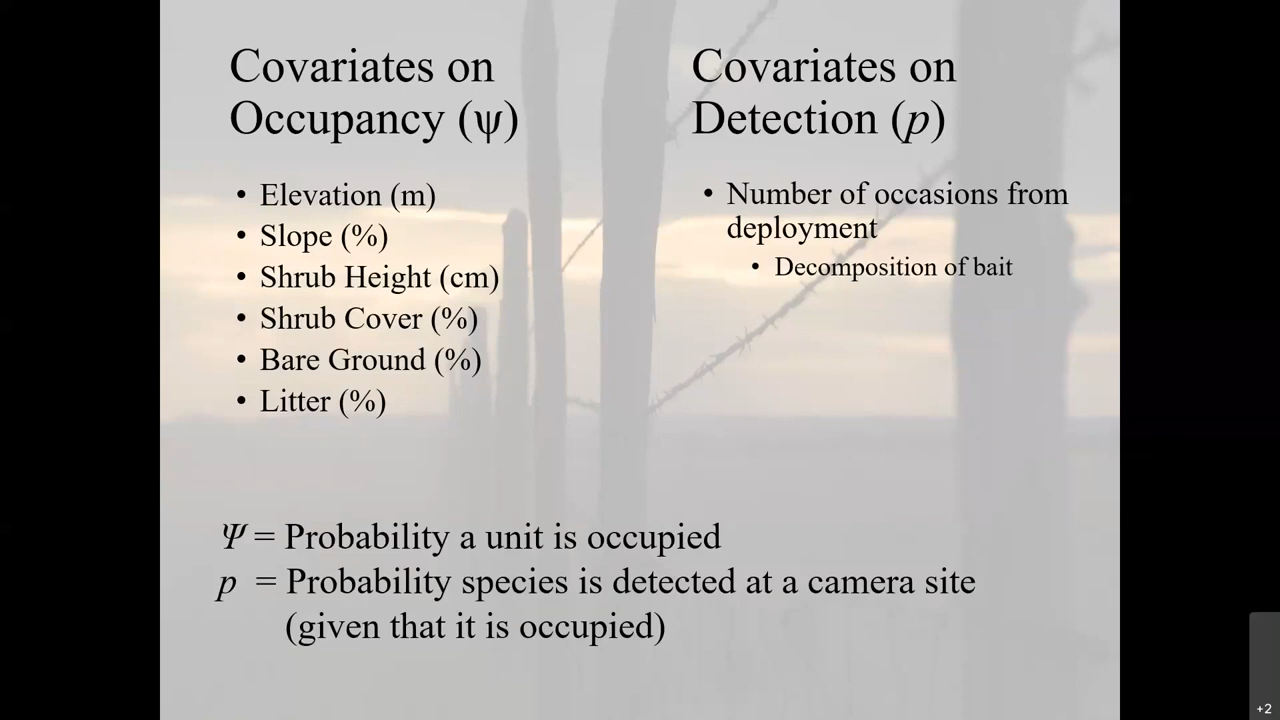 Covariates on
Occupancy (ψ)
• Elevation (m)
• Slope (%)
• Shrub Height (cm)
• Shrub Cover (%)
• Bare Ground (%)
• Litter (%)
Covariates on
Detection (p)
• Number of occasions from
deployment
• Decomposition of bait
Ψ = Probability a unit is occupied
p = Probability species is detected at a camera site
(given that it is occupied)
+2